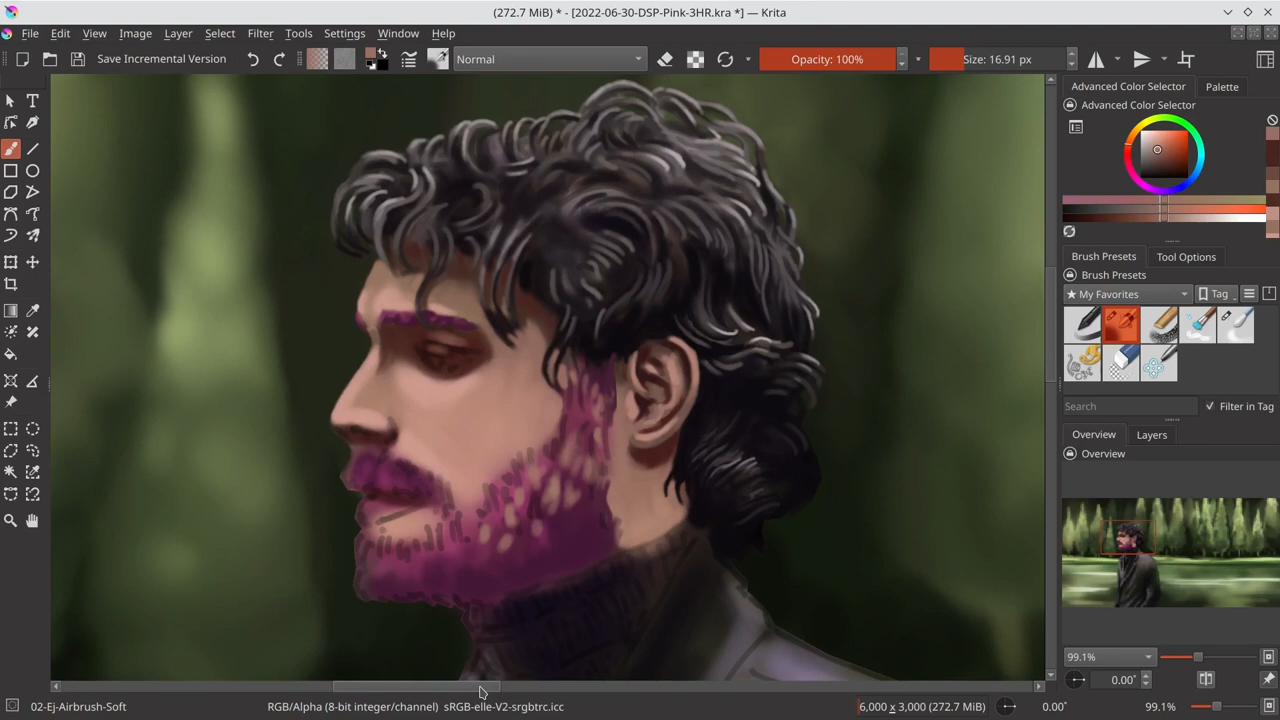 (272.7 MiB) * - [2022-06-30-DSP-Pink-3HR.kra *] — Krita
File Edit View Image Layer Select Filter Tools Settings Window Help
Save Incremental Version Normal Opacity: 100% Size: 16.91 px
Advanced Color Selector Palette
Advanced Color Selector
Brush Presets Tool Options
Brush Presets
★ My Favorites Tag
Search Filter in Tag
Overview Layers
Overview
99.1%
0.00°
02-Ej-Airbrush-Soft RGB/Alpha (8-bit integer/channel) sRGB-elle-V2-srgbtrc.icc 6,000 x 3,000 (272.7 MiB) 0.00° 99.1%